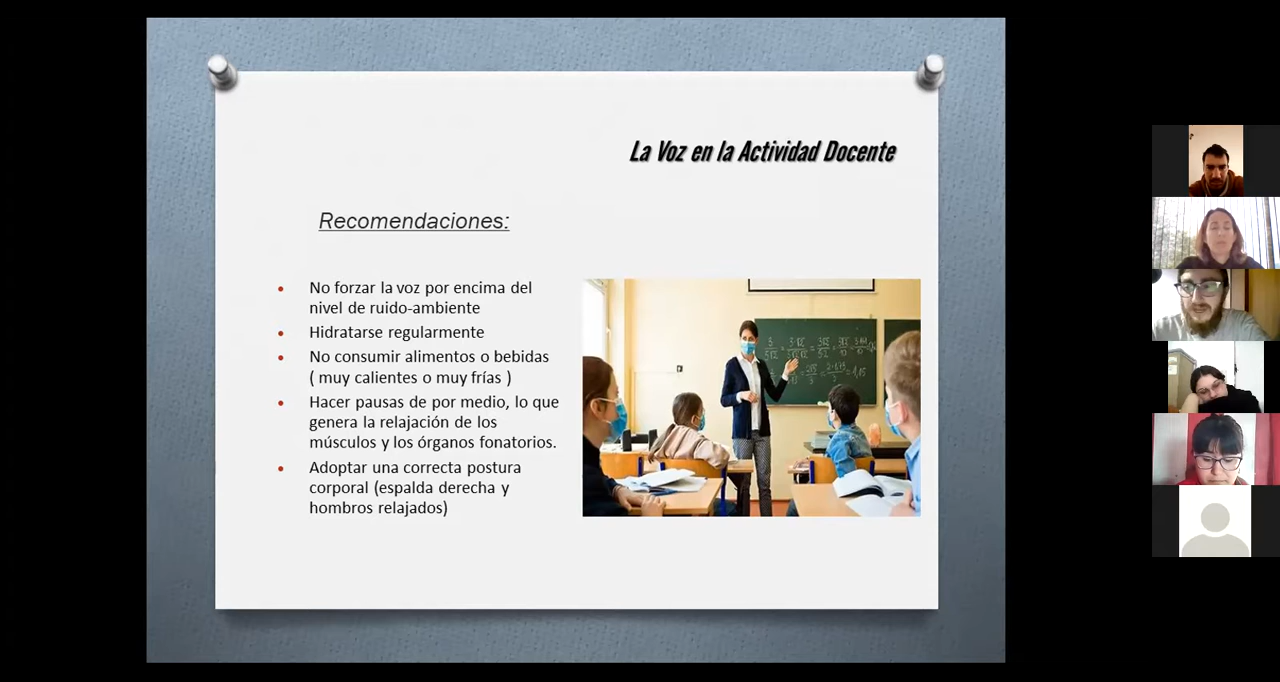 La Voz en la Actividad Docente
Recomendaciones:
No forzar la voz por encima del
nivel de ruido-ambiente
Hidratarse regularmente
No consumir alimentos o bebidas
( muy calientes o muy frías )
Hacer pausas de por medio, lo que
genera la relajación de los
músculos y los órganos fonatorios.
Adoptar una correcta postura
corporal (espalda derecha y
hombros relajados)